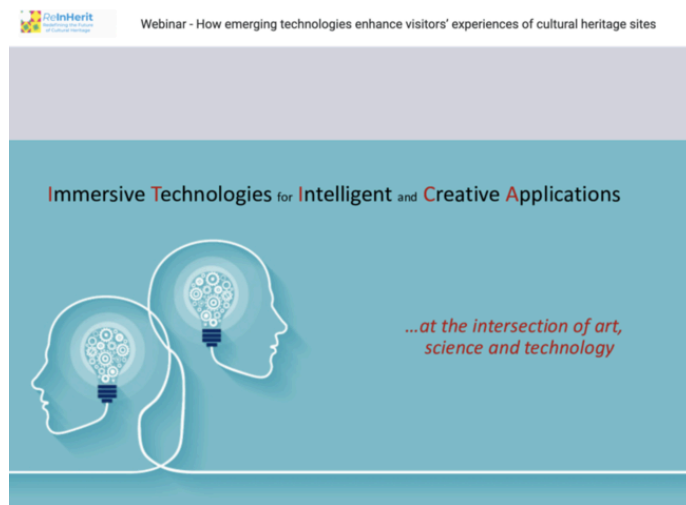 ReInHerit
Redefining the Future
of Cultural Heritage
Webinar - How emerging technologies enhance visitors' experiences of cultural heritage sites
Immersive Technologies for Intelligent and Creative Applications
...at the intersection of art,
science and technology